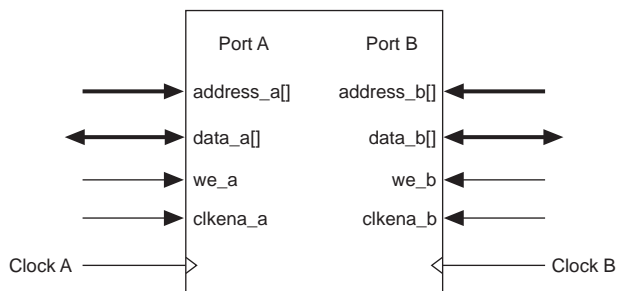 Port A Port B
address_a[] address_b[]
data_a[] data_b[]
we_a we_b
clkena_a clkena_b
Clock A Clock B